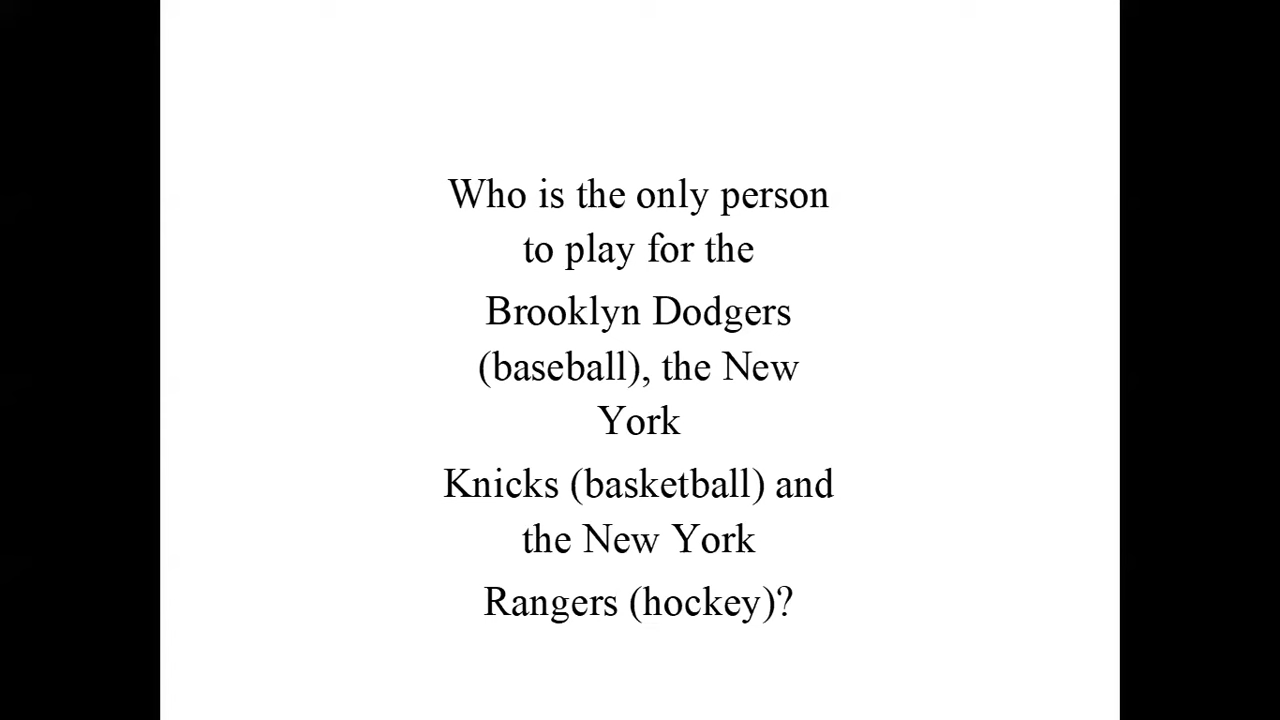 Who is the only person
to play for the
Brooklyn Dodgers
(baseball), the New
York
Knicks (basketball) and
the New York
Rangers (hockey)?